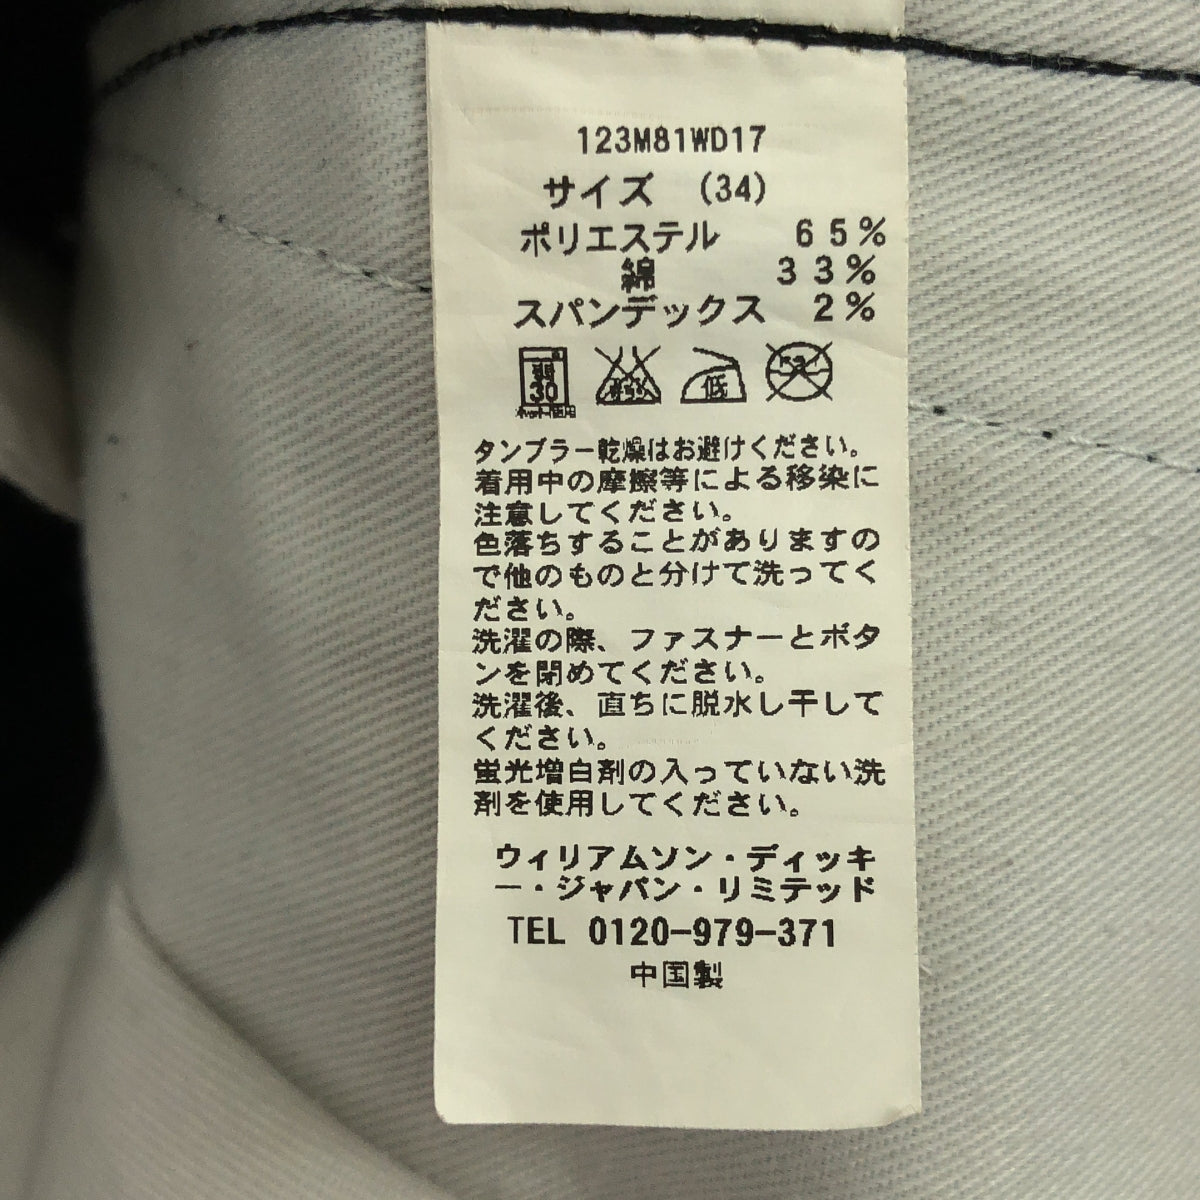 123M81WD17
サイズ (34)
ポリエステル 65%
綿 33%
スパンデックス 2%
弱 30 ネット使用 低
タンブラー乾燥はお避けください。
着用中の摩擦等による移染に
注意してください。
色落ちすることがありますの
で他のものと分けて洗ってく
ださい。
洗濯の際、ファスナーとボタ
ンを閉めてください。
洗濯後、直ちに脱水し干して
ください。
蛍光増白剤の入っていない洗
剤を使用してください。
ウィリアムソン・ディッキ
ー・ジャパン・リミテッド
TEL 0120-979-371
中国製